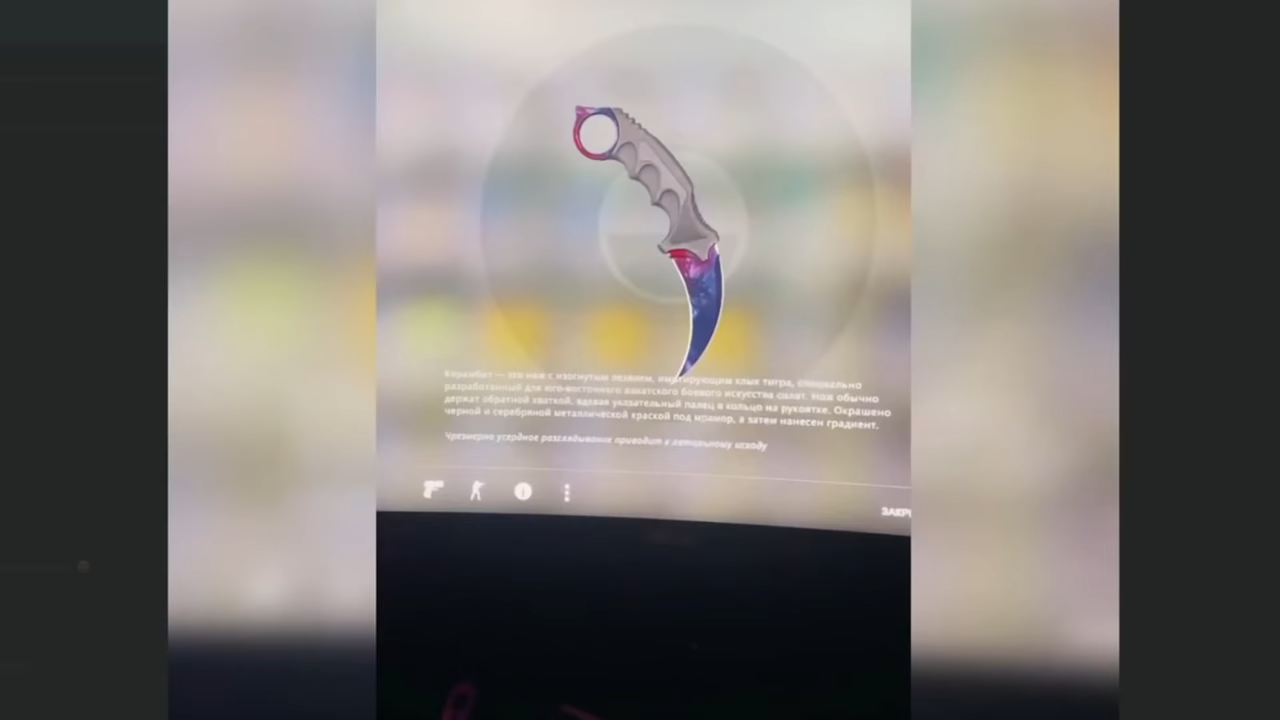 Керамбит — это нож с изогнутым лезвием, имитирующим клык тигра, специально
разработанный для юго-восточного азиатского боевого искусства силат. Нож обычно
держат обратной хваткой, вдевая указательный палец в кольцо на рукоятке. Окрашено
черной и серебряной металлической краской под мрамор, а затем нанесен градиент.
Чрезмерно усердное разглядывание приводит к летальному исходу
ЗАКР